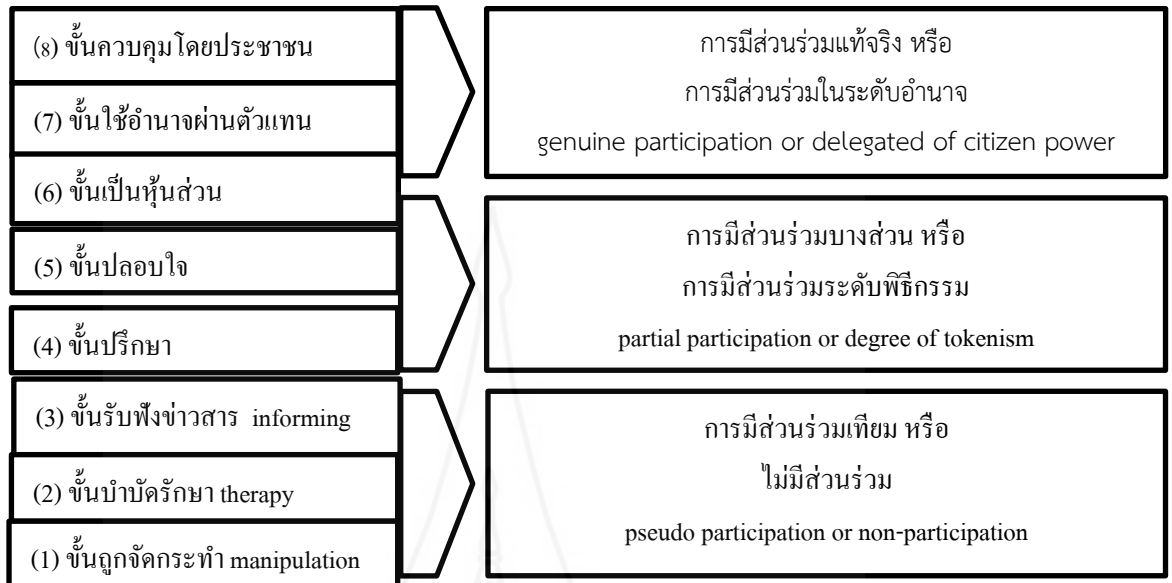 (8) ขั้นควบคุมโดยประชาชน
(7) ขั้นใช้อำนาจผ่านตัวแทน
(6) ขั้นเป็นหุ้นส่วน
(5) ขั้นปลอบใจ
(4) ขั้นปรึกษา
(3) ขั้นรับฟังข่าวสาร informing
(2) ขั้นบำบัดรักษา therapy
(1) ขั้นถูกจัดกระทำ manipulation
การมีส่วนร่วมแท้จริง หรือ
การมีส่วนร่วมในระดับอำนาจ
genuine participation or delegated of citizen power
การมีส่วนร่วมบางส่วน หรือ
การมีส่วนร่วมระดับพิธีกรรม
partial participation or degree of tokenism
การมีส่วนร่วมเทียม หรือ
ไม่มีส่วนร่วม
pseudo participation or non-participation